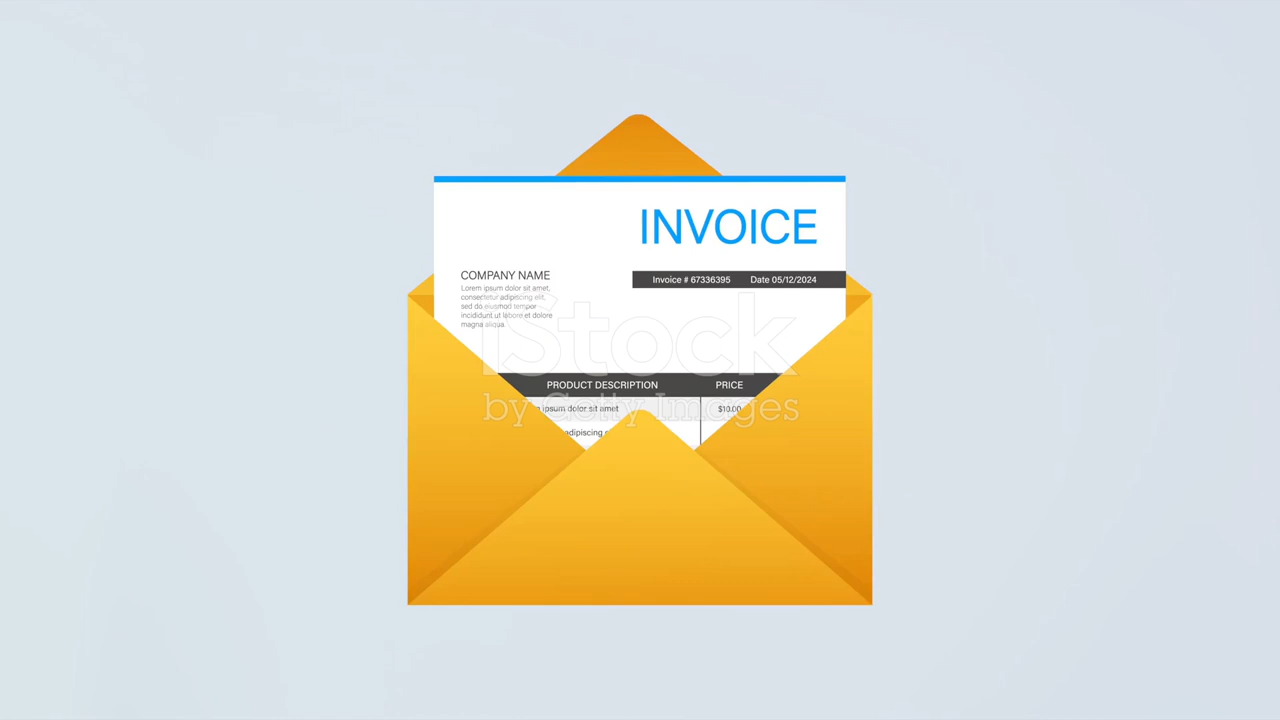 INVOICE
COMPANY NAME
Invoice # 67336395 Date 05/12/2024
Lorem ipsum dolor sit amet,
consectetur adipiscing elit,
sed do eiusmod tempor
incididunt ut labore et dolore
magna aliqua
iStock
by Getty Images
PRODUCT DESCRIPTION PRICE
ipsum dolor sit amet $10.00
adipiscing